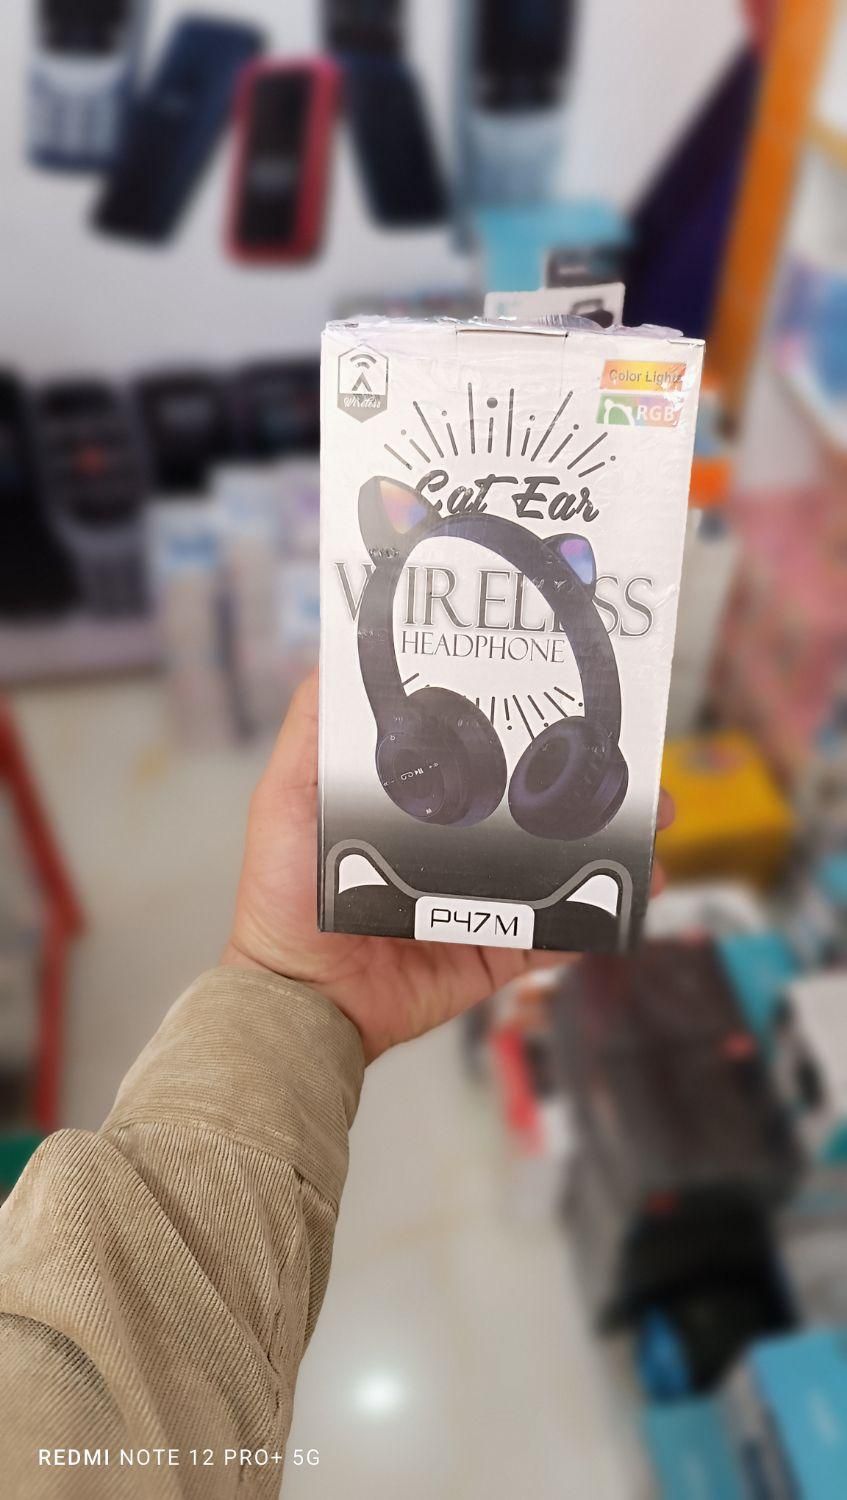 Wireless
Color Light
RGB
Cat Ear
WIRELESS
HEADPHONE
P47M
REDMI NOTE 12 PRO+ 5G